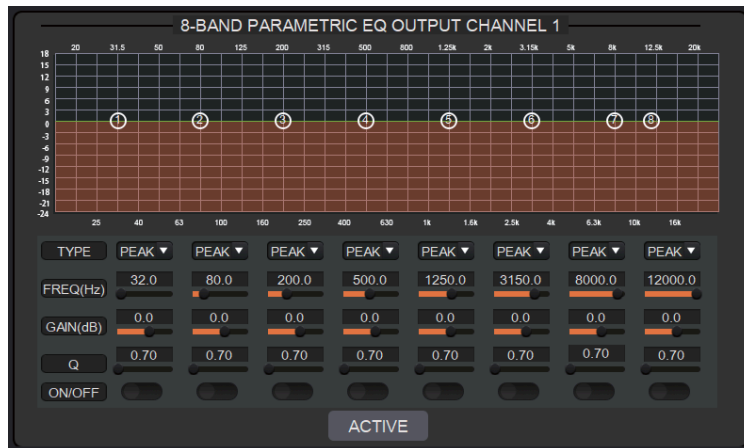 8-BAND PARAMETRIC EQ OUTPUT CHANNEL 1
20 31.5 50 80 125 200 315 500 800 1.25k 2k 3.15k 5k 8k 12.5k 20k
18
15
12
9
6
3
0
-3
-6
-9
-12
-15
-18
-21
-24
1 2 3 4 5 6 7 8
25 40 63 100 160 250 400 630 1k 1.6k 2.5k 4k 6.3k 10k 16k
TYPE PEAK PEAK PEAK PEAK PEAK PEAK PEAK PEAK
FREQ(Hz) 32.0 80.0 200.0 500.0 1250.0 3150.0 8000.0 12000.0
GAIN(dB) 0.0 0.0 0.0 0.0 0.0 0.0 0.0 0.0
Q 0.70 0.70 0.70 0.70 0.70 0.70 0.70 0.70
ON/OFF
ACTIVE